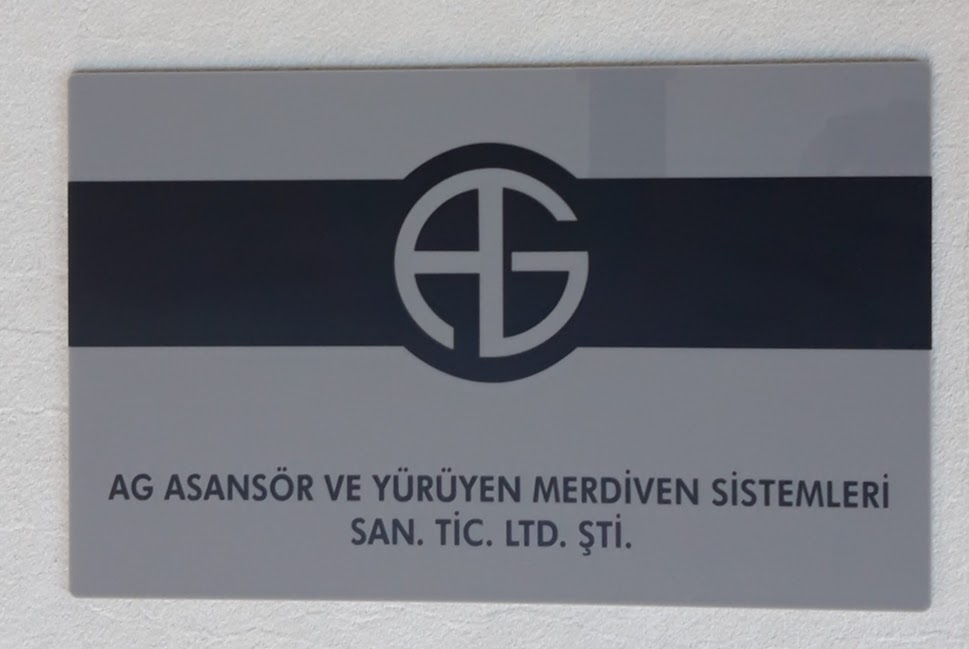 AG
AG ASANSÖR VE YÜRÜYEN MERDİVEN SİSTEMLERİ
SAN. TİC. LTD. ŞTİ.